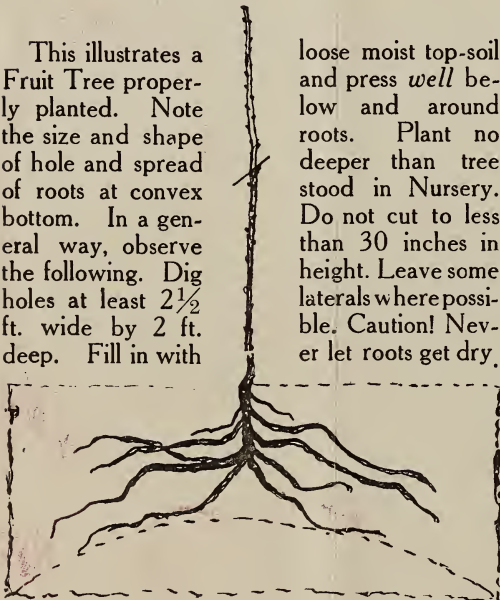 This illustrates a
Fruit Tree proper-
ly planted. Note
the size and shape
of hole and spread
of roots at convex
bottom. In a gen-
eral way, observe
the following. Dig
holes at least 2½
ft. wide by 2 ft.
deep. Fill in with
loose moist top-soil
and press well be-
low and around
roots. Plant no
deeper than tree
stood in Nursery.
Do not cut to less
than 30 inches in
height. Leave some
laterals where possi-
ble. Caution! Nev-
er let roots get dry.